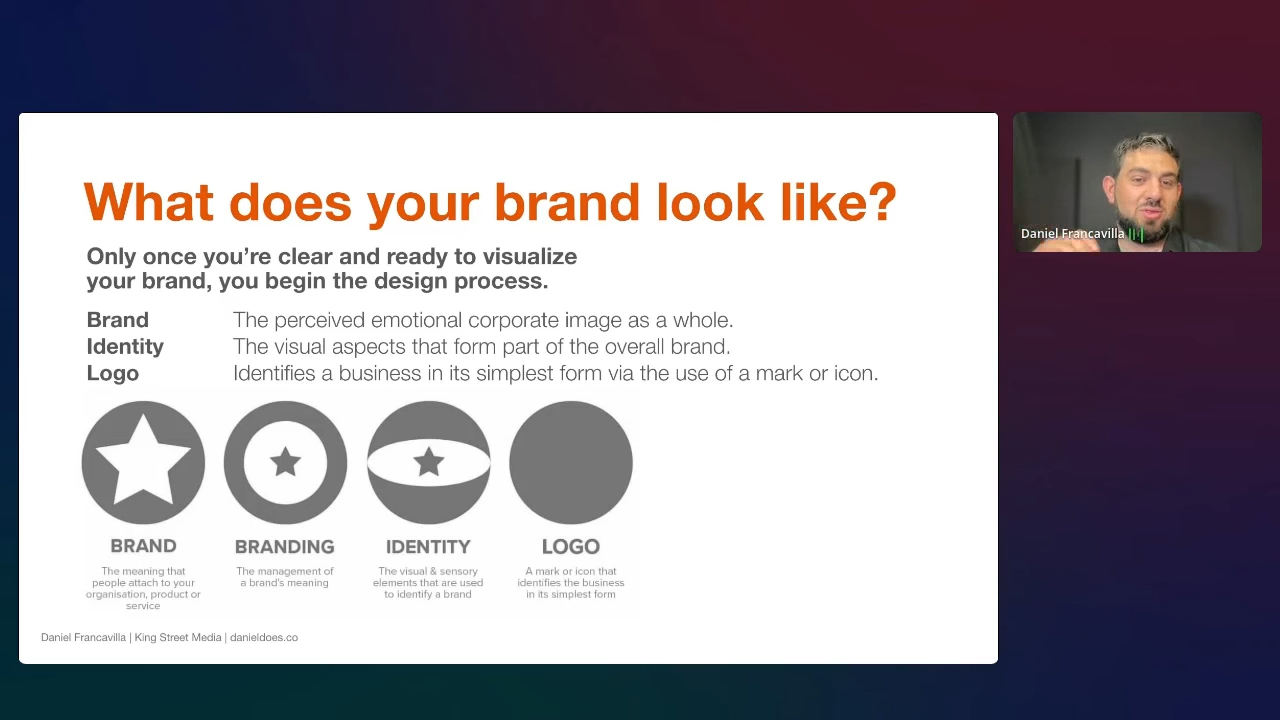 What does your brand look like?
Only once you’re clear and ready to visualize
your brand, you begin the design process.
Brand The perceived emotional corporate image as a whole.
Identity The visual aspects that form part of the overall brand.
Logo Identifies a business in its simplest form via the use of a mark or icon.
BRAND
The meaning that
people attach to your
organisation, product or
service
BRANDING
The management of
a brand's meaning
IDENTITY
The visual & sensory
elements that are used
to identify a brand
LOGO
A mark or icon that
identifies the business
in its simplest form
Daniel Francavilla | King Street Media | danieldoes.co
Daniel Francavilla